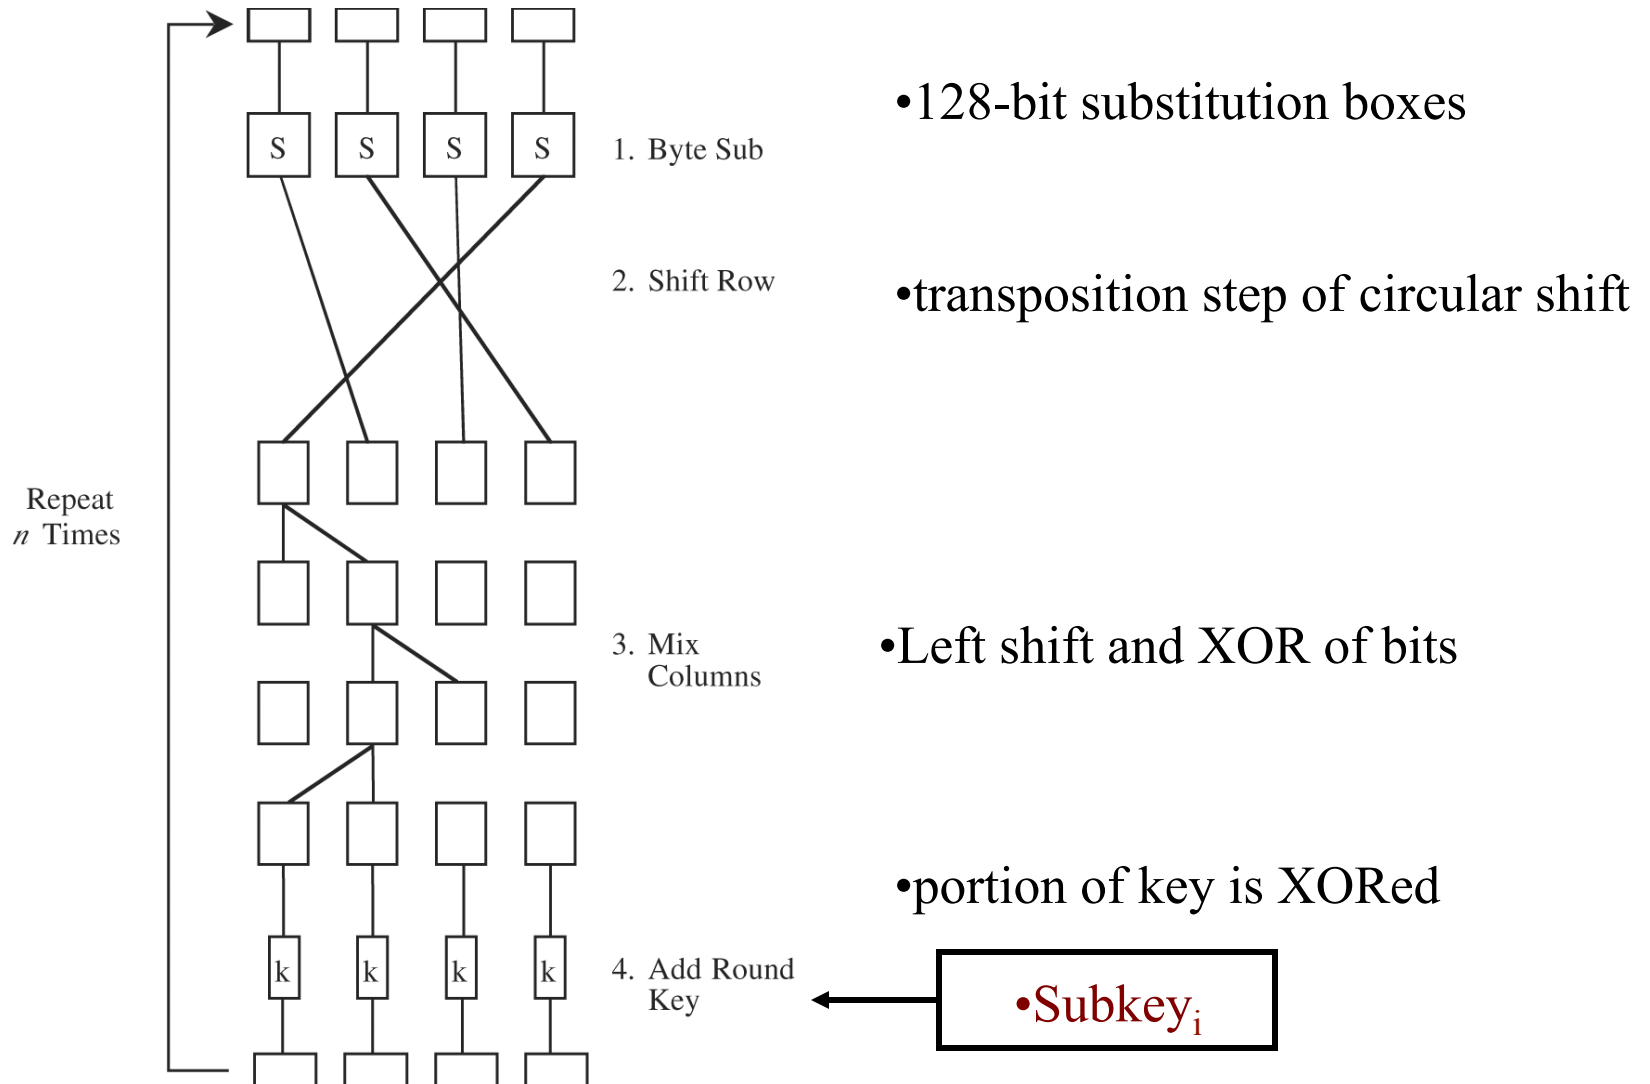 •128-bit substitution boxes
S S S S
1. Byte Sub
2. Shift Row
•transposition step of circular shift
Repeat
n Times
3. Mix
Columns
•Left shift and XOR of bits
•portion of key is XORed
k k k k
4. Add Round
Key
•Subkeyi